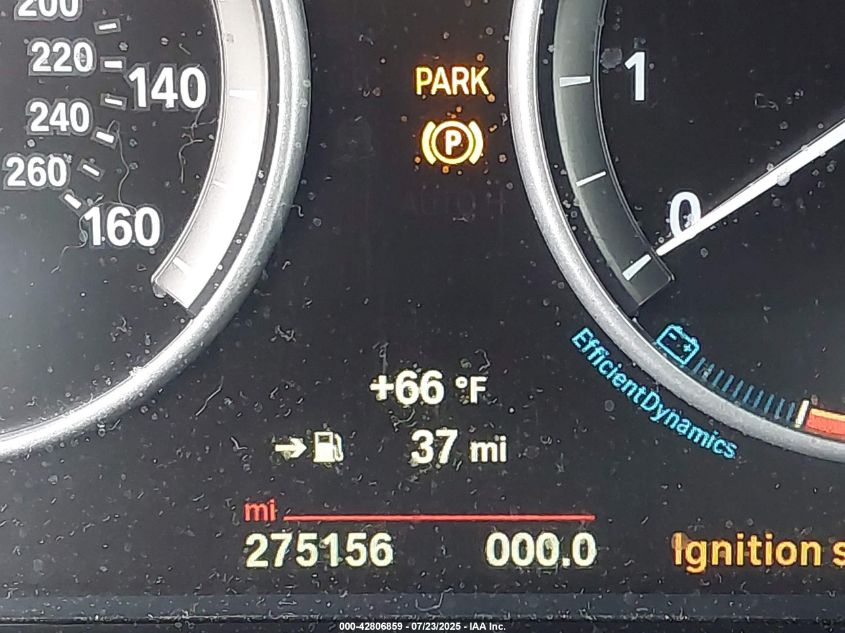 200
220
240
260
140
160
PARK
P
1
0
EfficientDynamics
+66 °F
37 mi
mi
275156 000.0
Ignition s
000-42806859 - 07/23/2025 - IAA Inc.